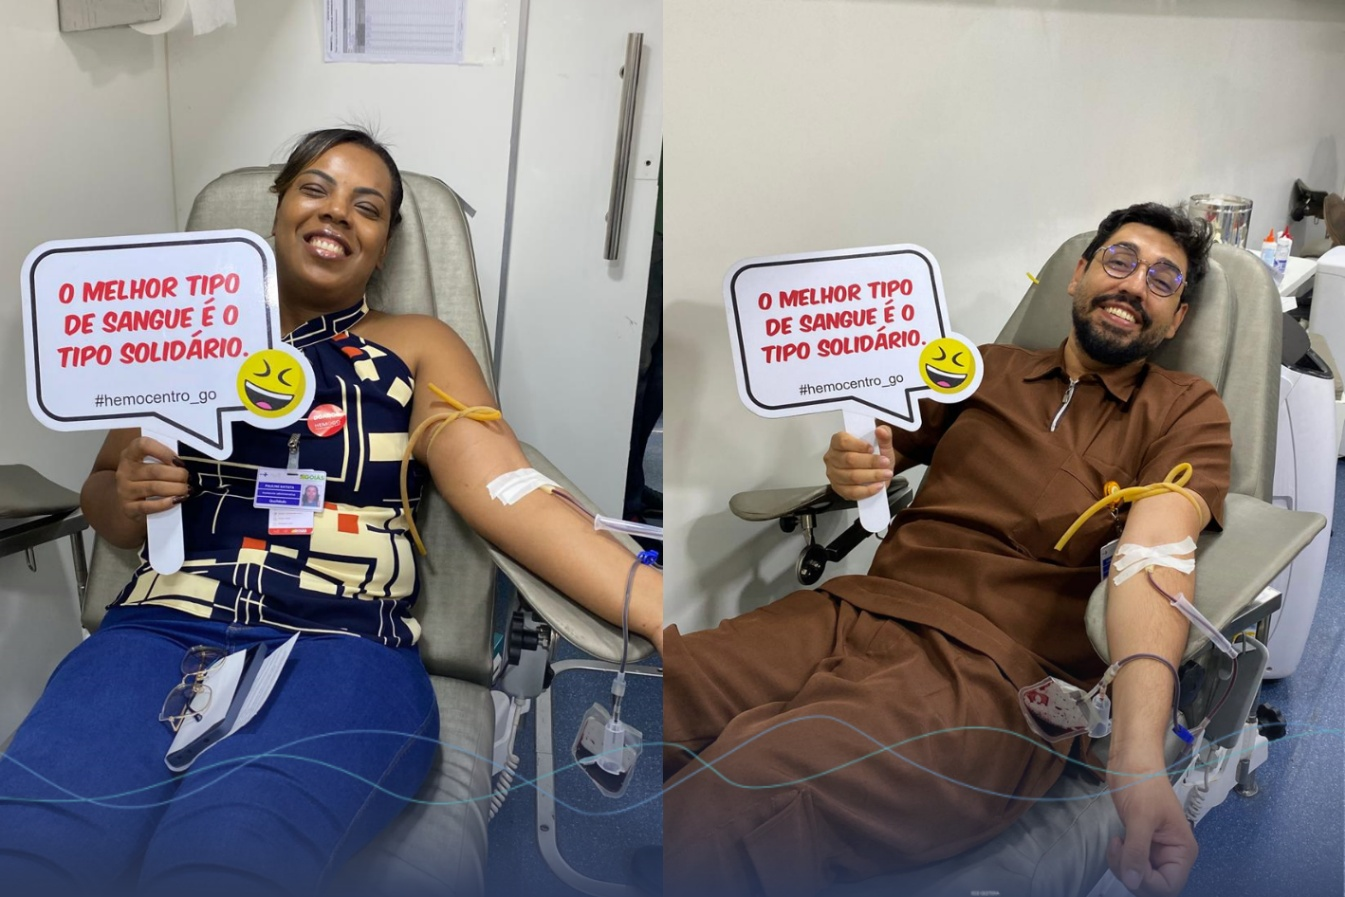 O MELHOR TIPO
DE SANGUE É O
TIPO SOLIDÁRIO.
#hemocentro_go
O MELHOR TIPO
DE SANGUE É O
TIPO SOLIDÁRIO.
#hemocentro_go